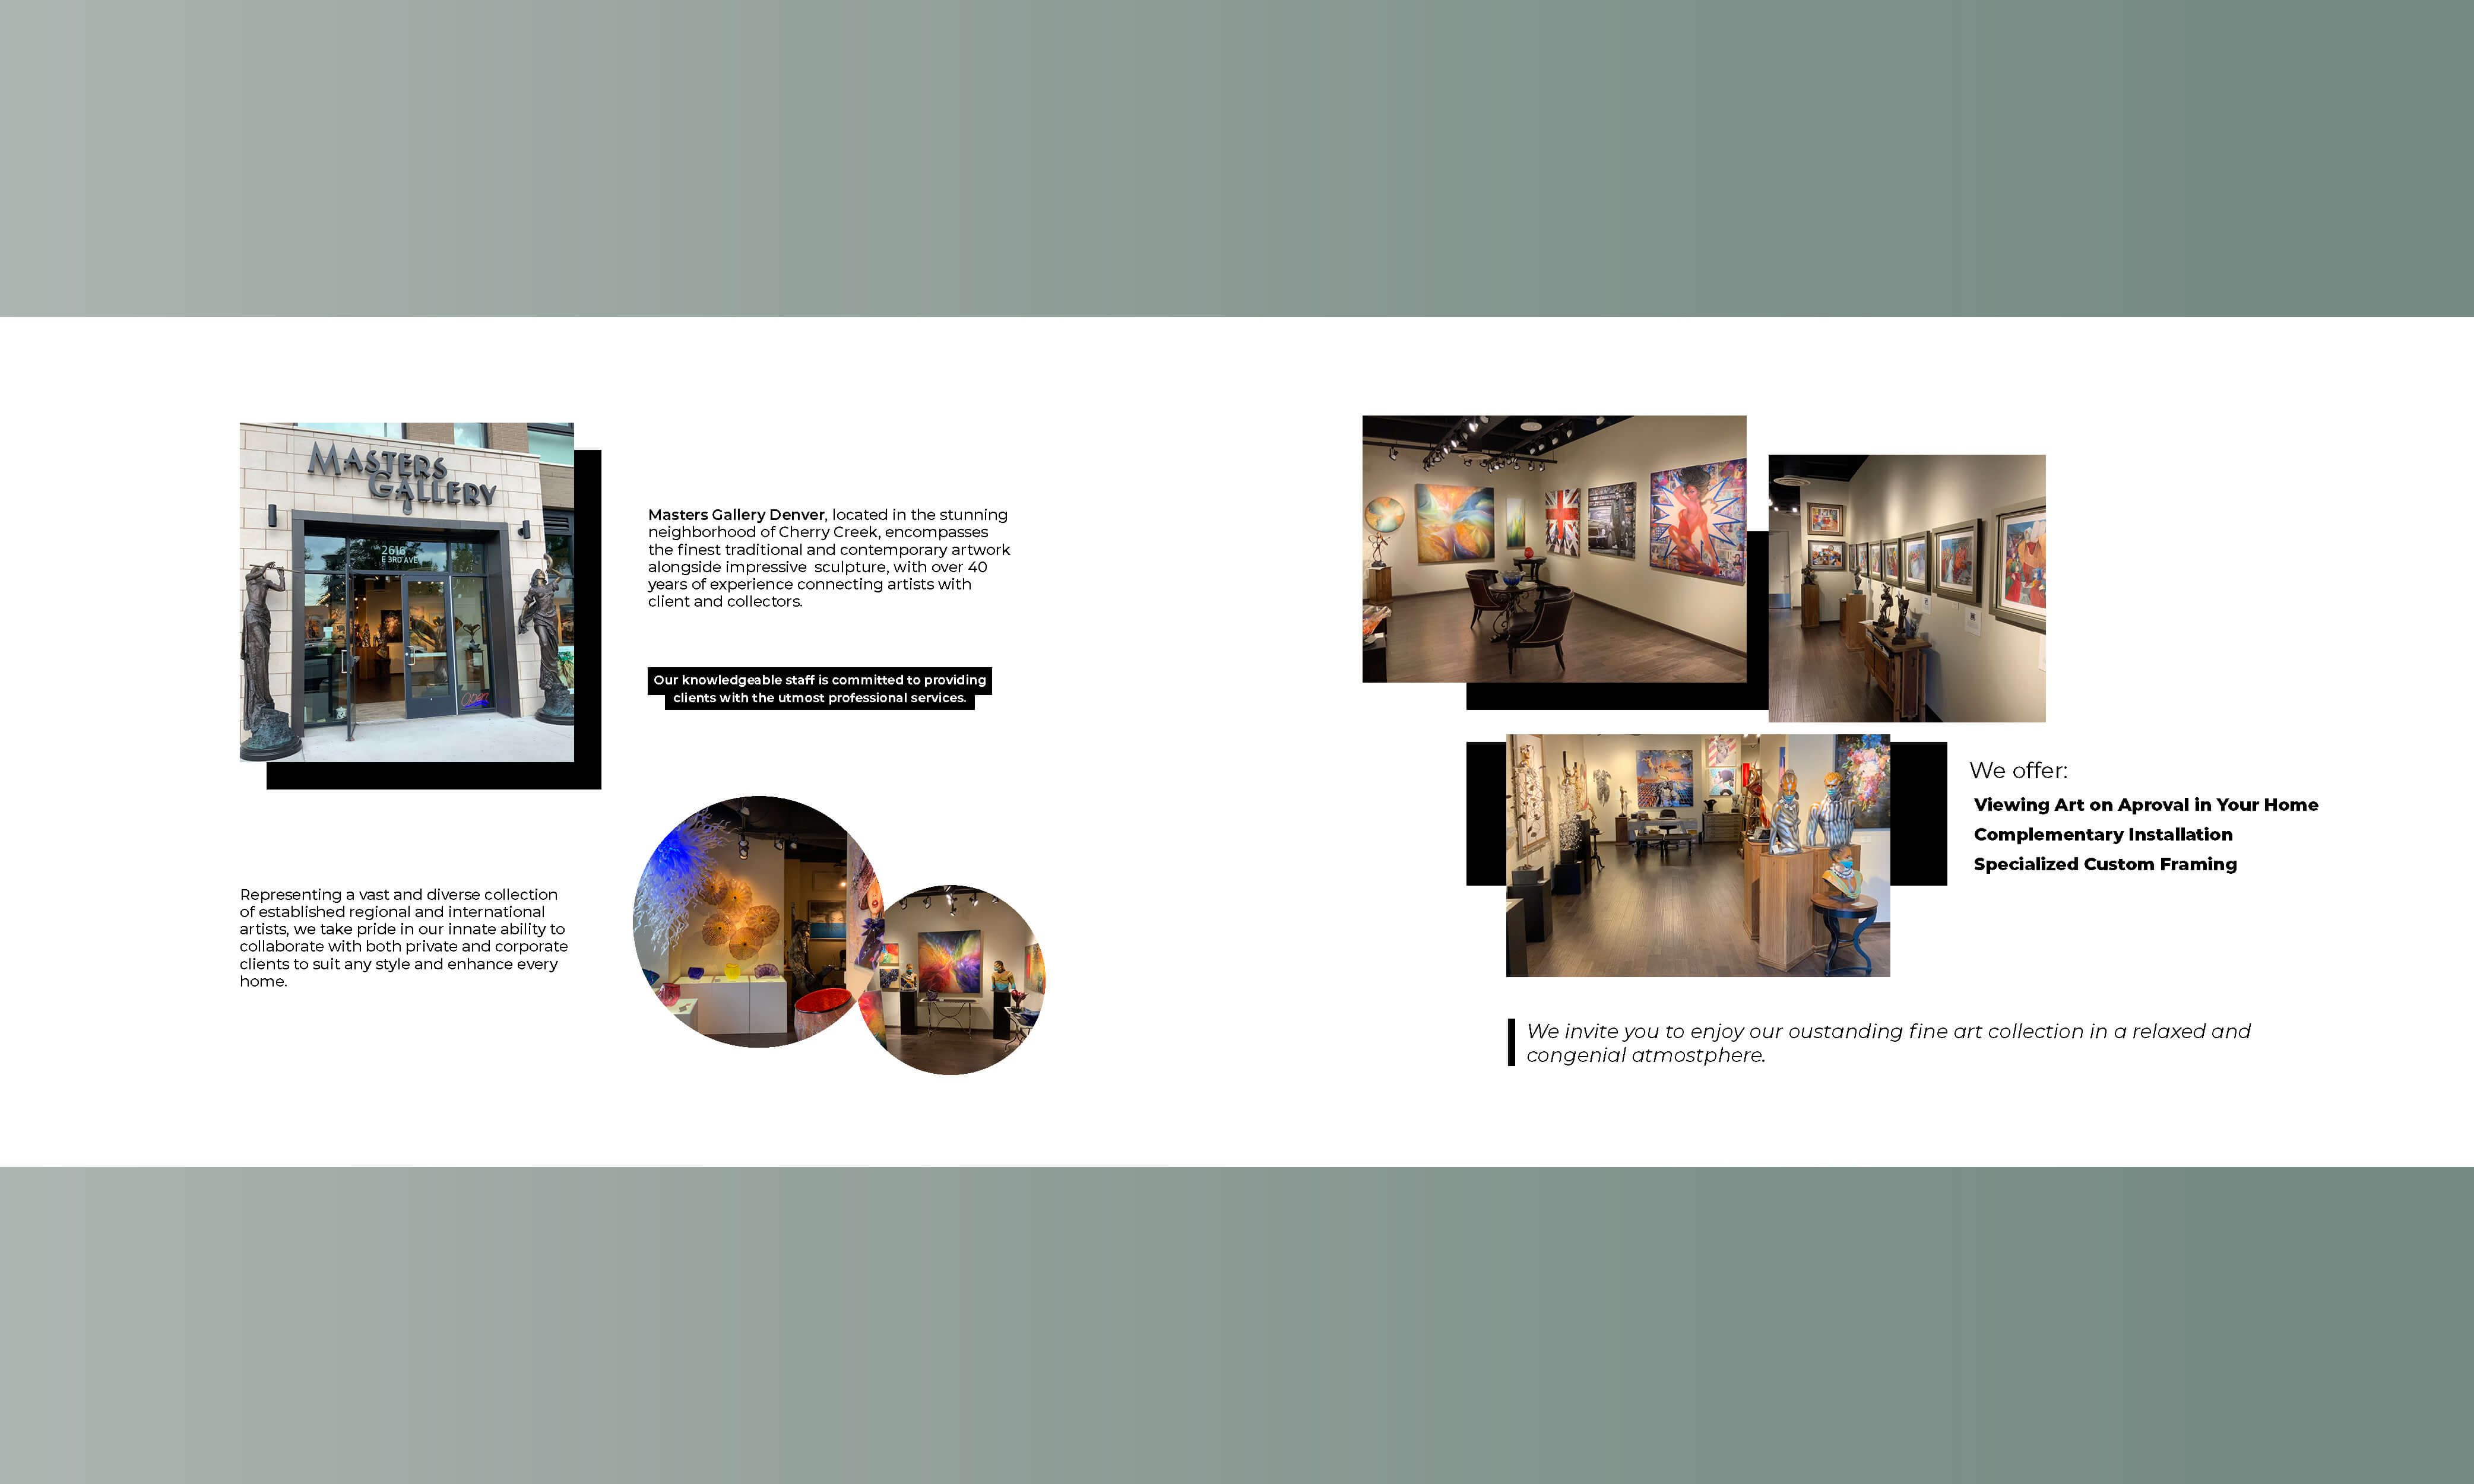 MASTERS
GALLERY
2616
E 3RD AVE
Open
Masters Gallery Denver, located in the stunning
neighborhood of Cherry Creek, encompasses
the finest traditional and contemporary artwork
alongside impressive  sculpture, with over 40
years of experience connecting artists with
client and collectors.
Our knowledgeable staff is committed to providing
clients with the utmost professional services.
Representing a vast and diverse collection
of established regional and international
artists, we take pride in our innate ability to
collaborate with both private and corporate
clients to suit any style and enhance every
home.
We offer:
Viewing Art on Aproval in Your Home
Complementary Installation
Specialized Custom Framing
We invite you to enjoy our oustanding fine art collection in a relaxed and
congenial atmostphere.